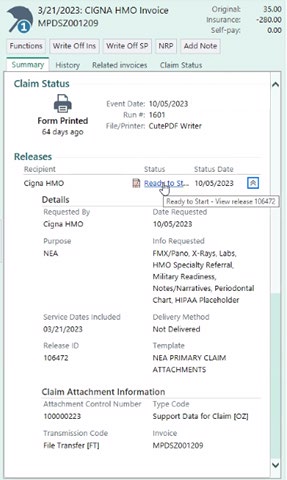 3/21/2023: CIGNA HMO Invoice
MPDSZ001209
Original: 35.00
Insurance: -280.00
Self-pay: 0.00
1
Functions Write Off Ins Write Off SP NRP Add Note
Summary History Related invoices Claim Status
Claim Status
Form Printed
64 days ago
Event Date: 10/05/2023
Run #: 1601
File/Printer: CutePDF Writer
Releases
Recipient Status Status Date
Cigna HMO Ready to St... 10/05/2023
Ready to Start - View release 106472
Details
Requested By Date Requested
Cigna HMO 10/05/2023
Purpose Info Requested
NEA FMX/Pano, X-Rays, Labs,
HMO Specialty Referral,
Military Readiness,
Notes/Narratives, Periodontal
Chart, HIPAA Placeholder
Service Dates Included Delivery Method
03/21/2023 Not Delivered
Release ID Template
106472 NEA PRIMARY CLAIM
ATTACHMENTS
Claim Attachment Information
Attachment Control Number Type Code
100000223 Support Data for Claim [OZ]
Transmission Code Invoice
File Transfer [FT] MPDSZ001209